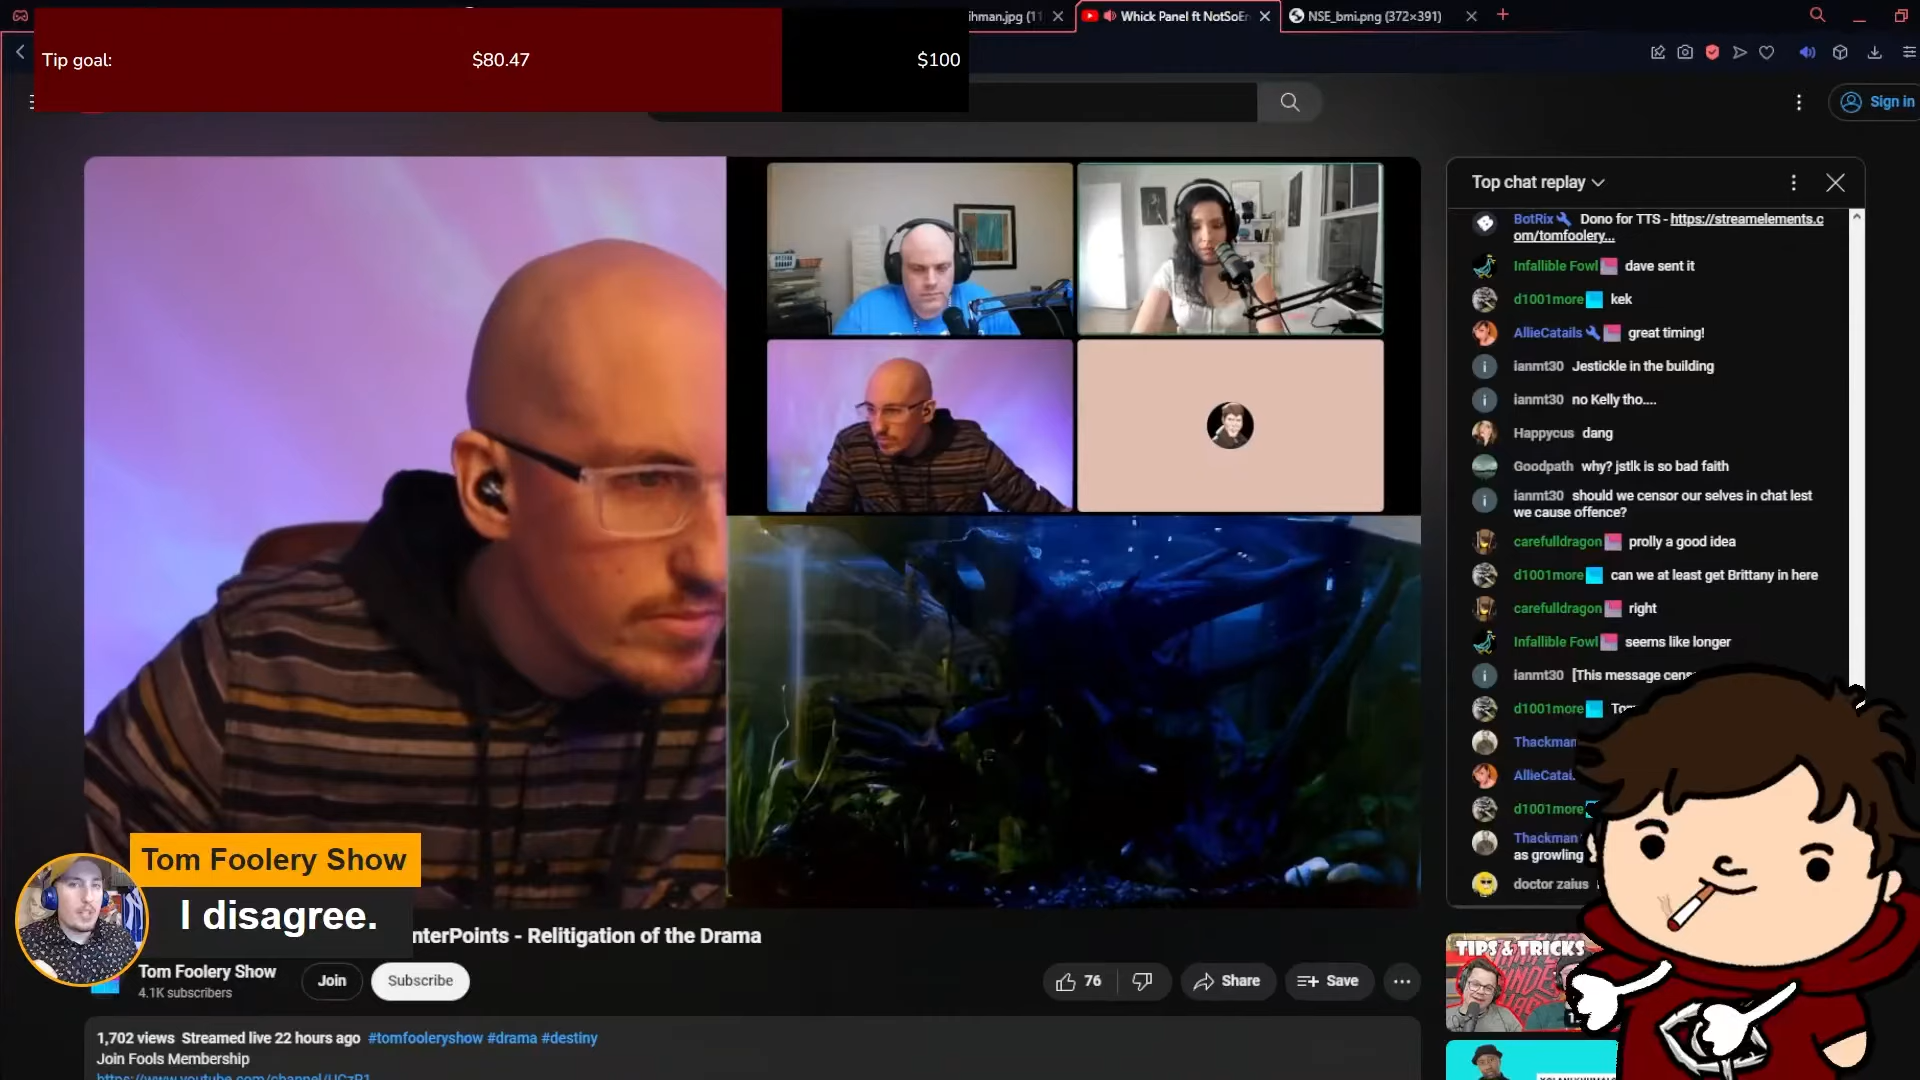 ihman.jpg (11
Whick Panel ft NotSoEr
NSE_bmi.png (372×391)
Tip goal:
$80.47
$100
Sign in
Top chat replay
BotRix Dono for TTS - https://streamelements.c
om/tomfoolery...
Infallible Fowl dave sent it
d1001more kek
AllieCatails great timing!
ianmt30 Jestickle in the building
ianmt30 no Kelly tho....
Happycus dang
Goodpath why? jstlk is so bad faith
ianmt30 should we censor our selves in chat lest
we cause offence?
carefulldragon prolly a good idea
d1001more can we at least get Brittany in here
carefulldragon right
Infallible Fowl seems like longer
ianmt30 [This message cens
d1001more
Thackman
AllieCatai
d1001more
Thackman
as growling
doctor zaius
Tom Foolery Show
I disagree.
nterPoints - Relitigation of the Drama
Tom Foolery Show
4.1K subscribers
Join
Subscribe
76
Share
Save
1,702 views Streamed live 22 hours ago #tomfooleryshow #drama #destiny
Join Fools Membership
TIPS & TRICKS